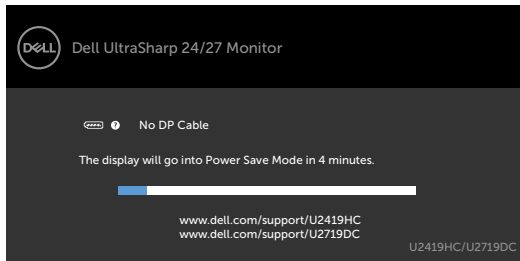 DELL
Dell UltraSharp 24/27 Monitor
? No DP Cable
The display will go into Power Save Mode in 4 minutes.
www.dell.com/support/U2419HC
www.dell.com/support/U2719DC
U2419HC/U2719DC